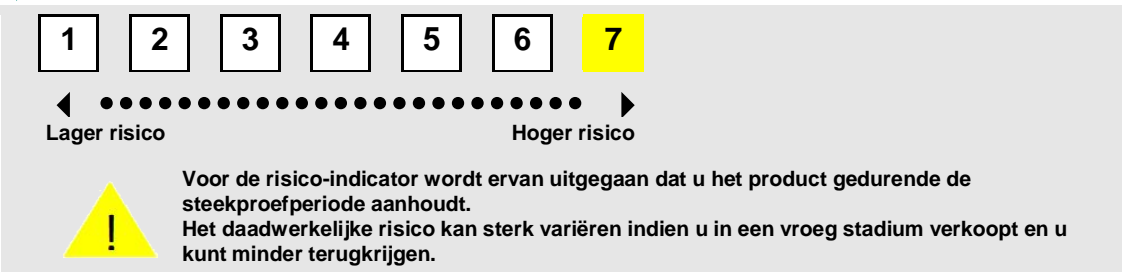 1 2 3 4 5 6 7
Lager risico Hoger risico
Voor de risico-indicator wordt ervan uitgegaan dat u het product gedurende de
steekproefperiode aanhoudt.
Het daadwerkelijke risico kan sterk variëren indien u in een vroeg stadium verkoopt en u
kunt minder terugkrijgen.
!